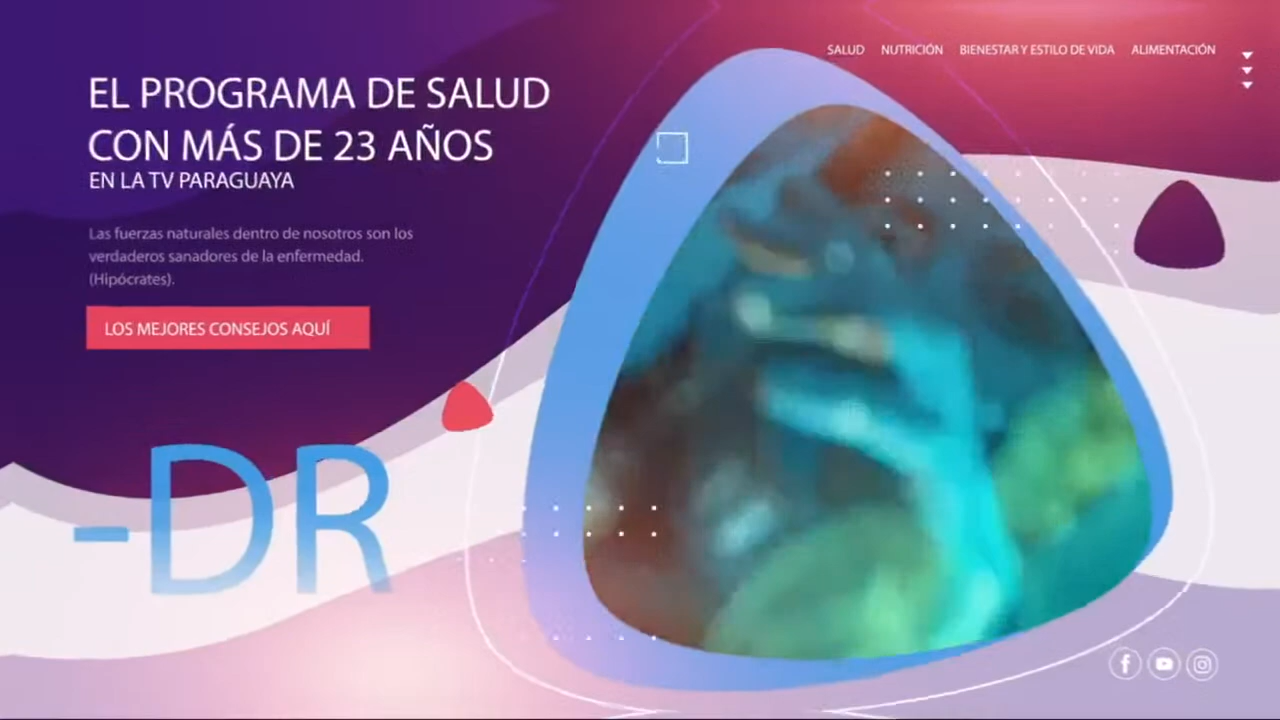 SALUD NUTRICIÓN BIENESTAR Y ESTILO DE VIDA ALIMENTACIÓN
EL PROGRAMA DE SALUD
CON MÁS DE 23 AÑOS
EN LA TV PARAGUAYA
Las fuerzas naturales dentro de nosotros son los
verdaderos sanadores de la enfermedad.
(Hipócrates).
LOS MEJORES CONSEJOS AQUÍ
-DR